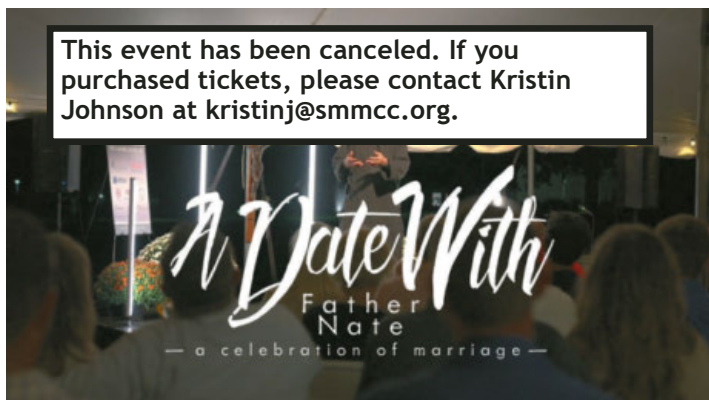 This event has been canceled. If you
purchased tickets, please contact Kristin
Johnson at kristinj@smmcc.org.
A Date With
Father
Nate
— a celebration of marriage —